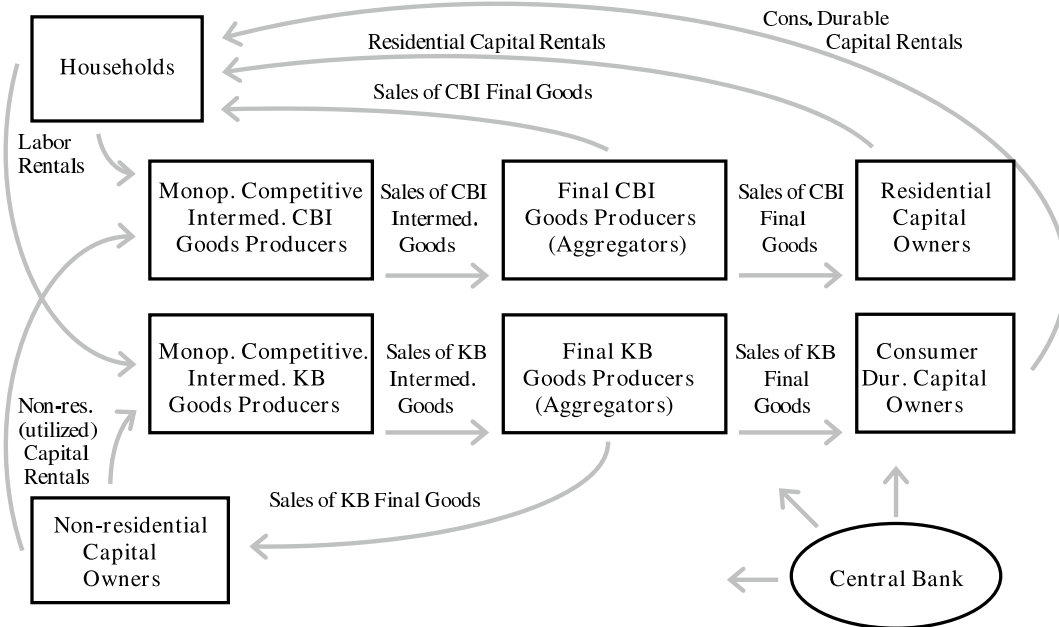 Cons. Durable
Capital Rentals
Residential Capital Rentals
Households
Sales of CBI Final Goods
Labor
Rentals
Monop. Competitive
Intermed. CBI
Goods Producers
Sales of CBI
Intermed.
Goods
Final CBI
Goods Producers
(Aggregators)
Sales of CBI
Final
Goods
Residential
Capital
Owners
Monop. Competitive.
Intermed. KB
Goods Producers
Sales of KB
Intermed.
Goods
Final KB
Goods Producers
(Aggregators)
Sales of KB
Final
Goods
Consumer
Dur. Capital
Owners
Non-res.
(utilized)
Capital
Rentals
Sales of KB Final Goods
Non-residential
Capital
Owners
Central Bank